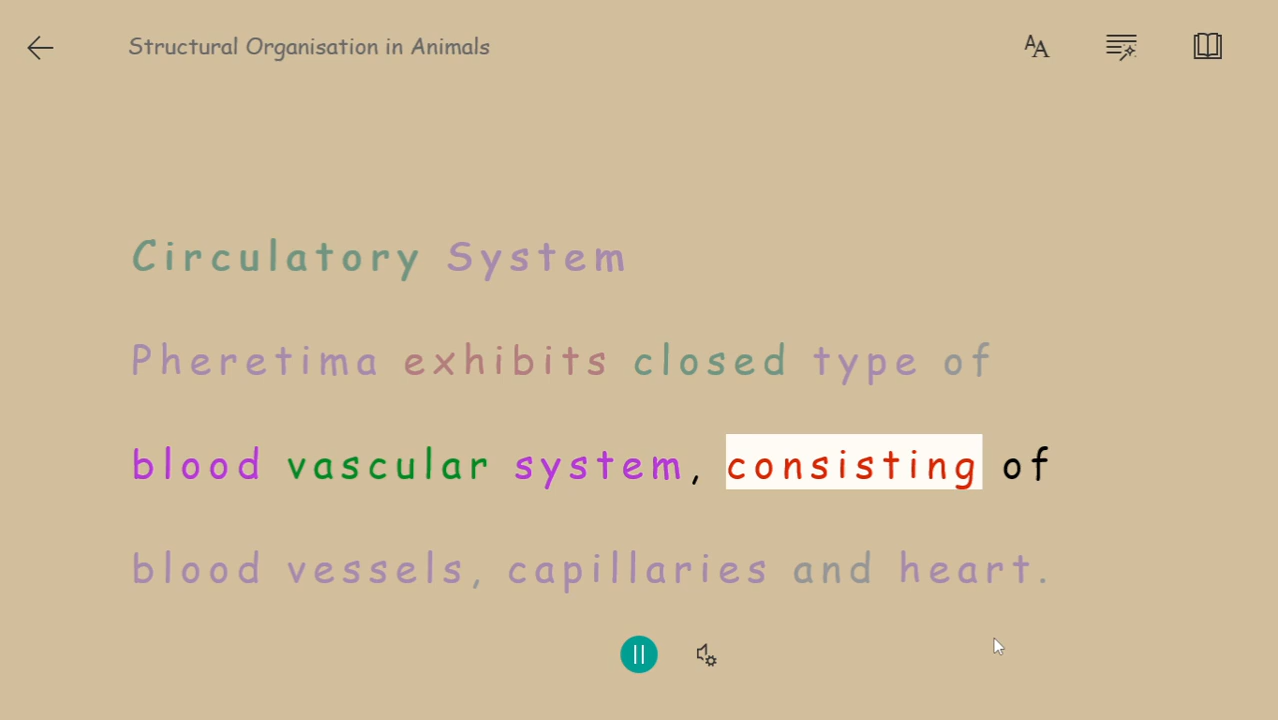 Structural Organisation in Animals
Circulatory System
Pheretima exhibits closed type of
blood vascular system, consisting of
blood vessels, capillaries and heart.